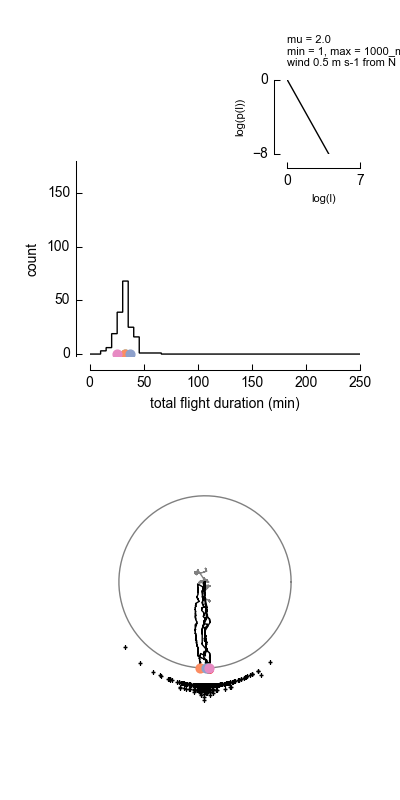 mu = 2.0
min = 1, max = 1000_m
wind 0.5 m s-1 from N
0
log(p(l))
−8
0
7
log(l)
150
100
count
50
0
0
50
100
150
200
250
total flight duration (min)